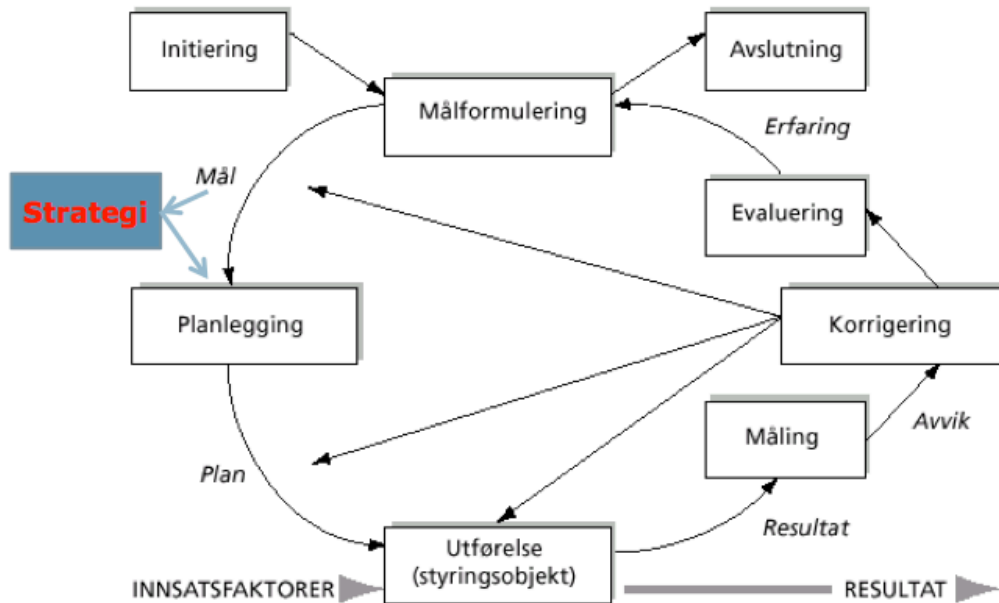 Initiering
Avslutning
Målformulering
Erfaring
Mål
Strategi
Evaluering
Planlegging
Korrigering
Måling
Avvik
Plan
Resultat
Utførelse
(styringsobjekt)
INNSATSFAKTORER
RESULTAT